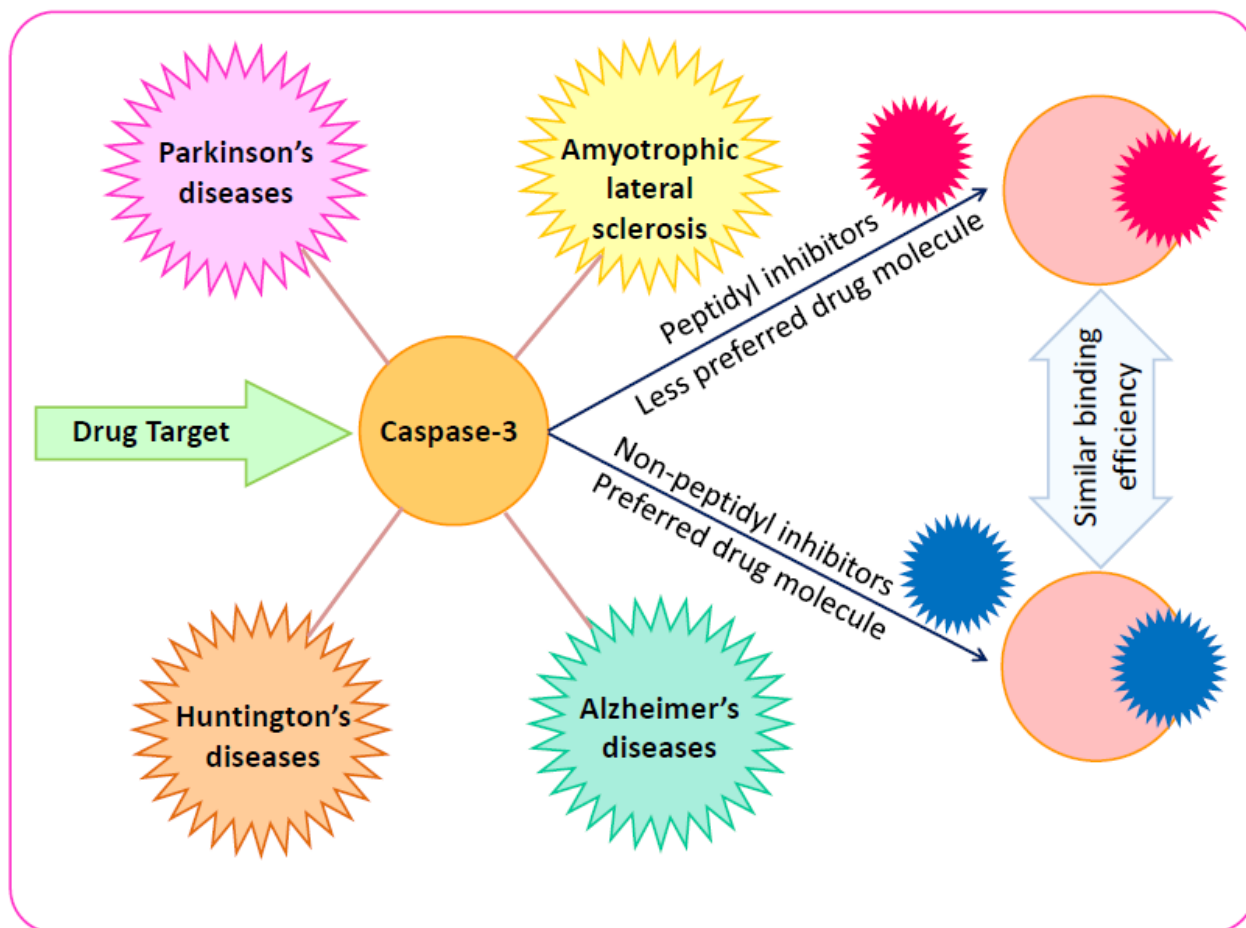 Parkinson's
diseases
Amyotrophic
lateral
sclerosis
Peptidyl inhibitors
Less preferred drug molecule
Drug Target
Caspase-3
Similar binding
efficiency
Non-peptidyl inhibitors
Preferred drug molecule
Huntington's
diseases
Alzheimer's
diseases